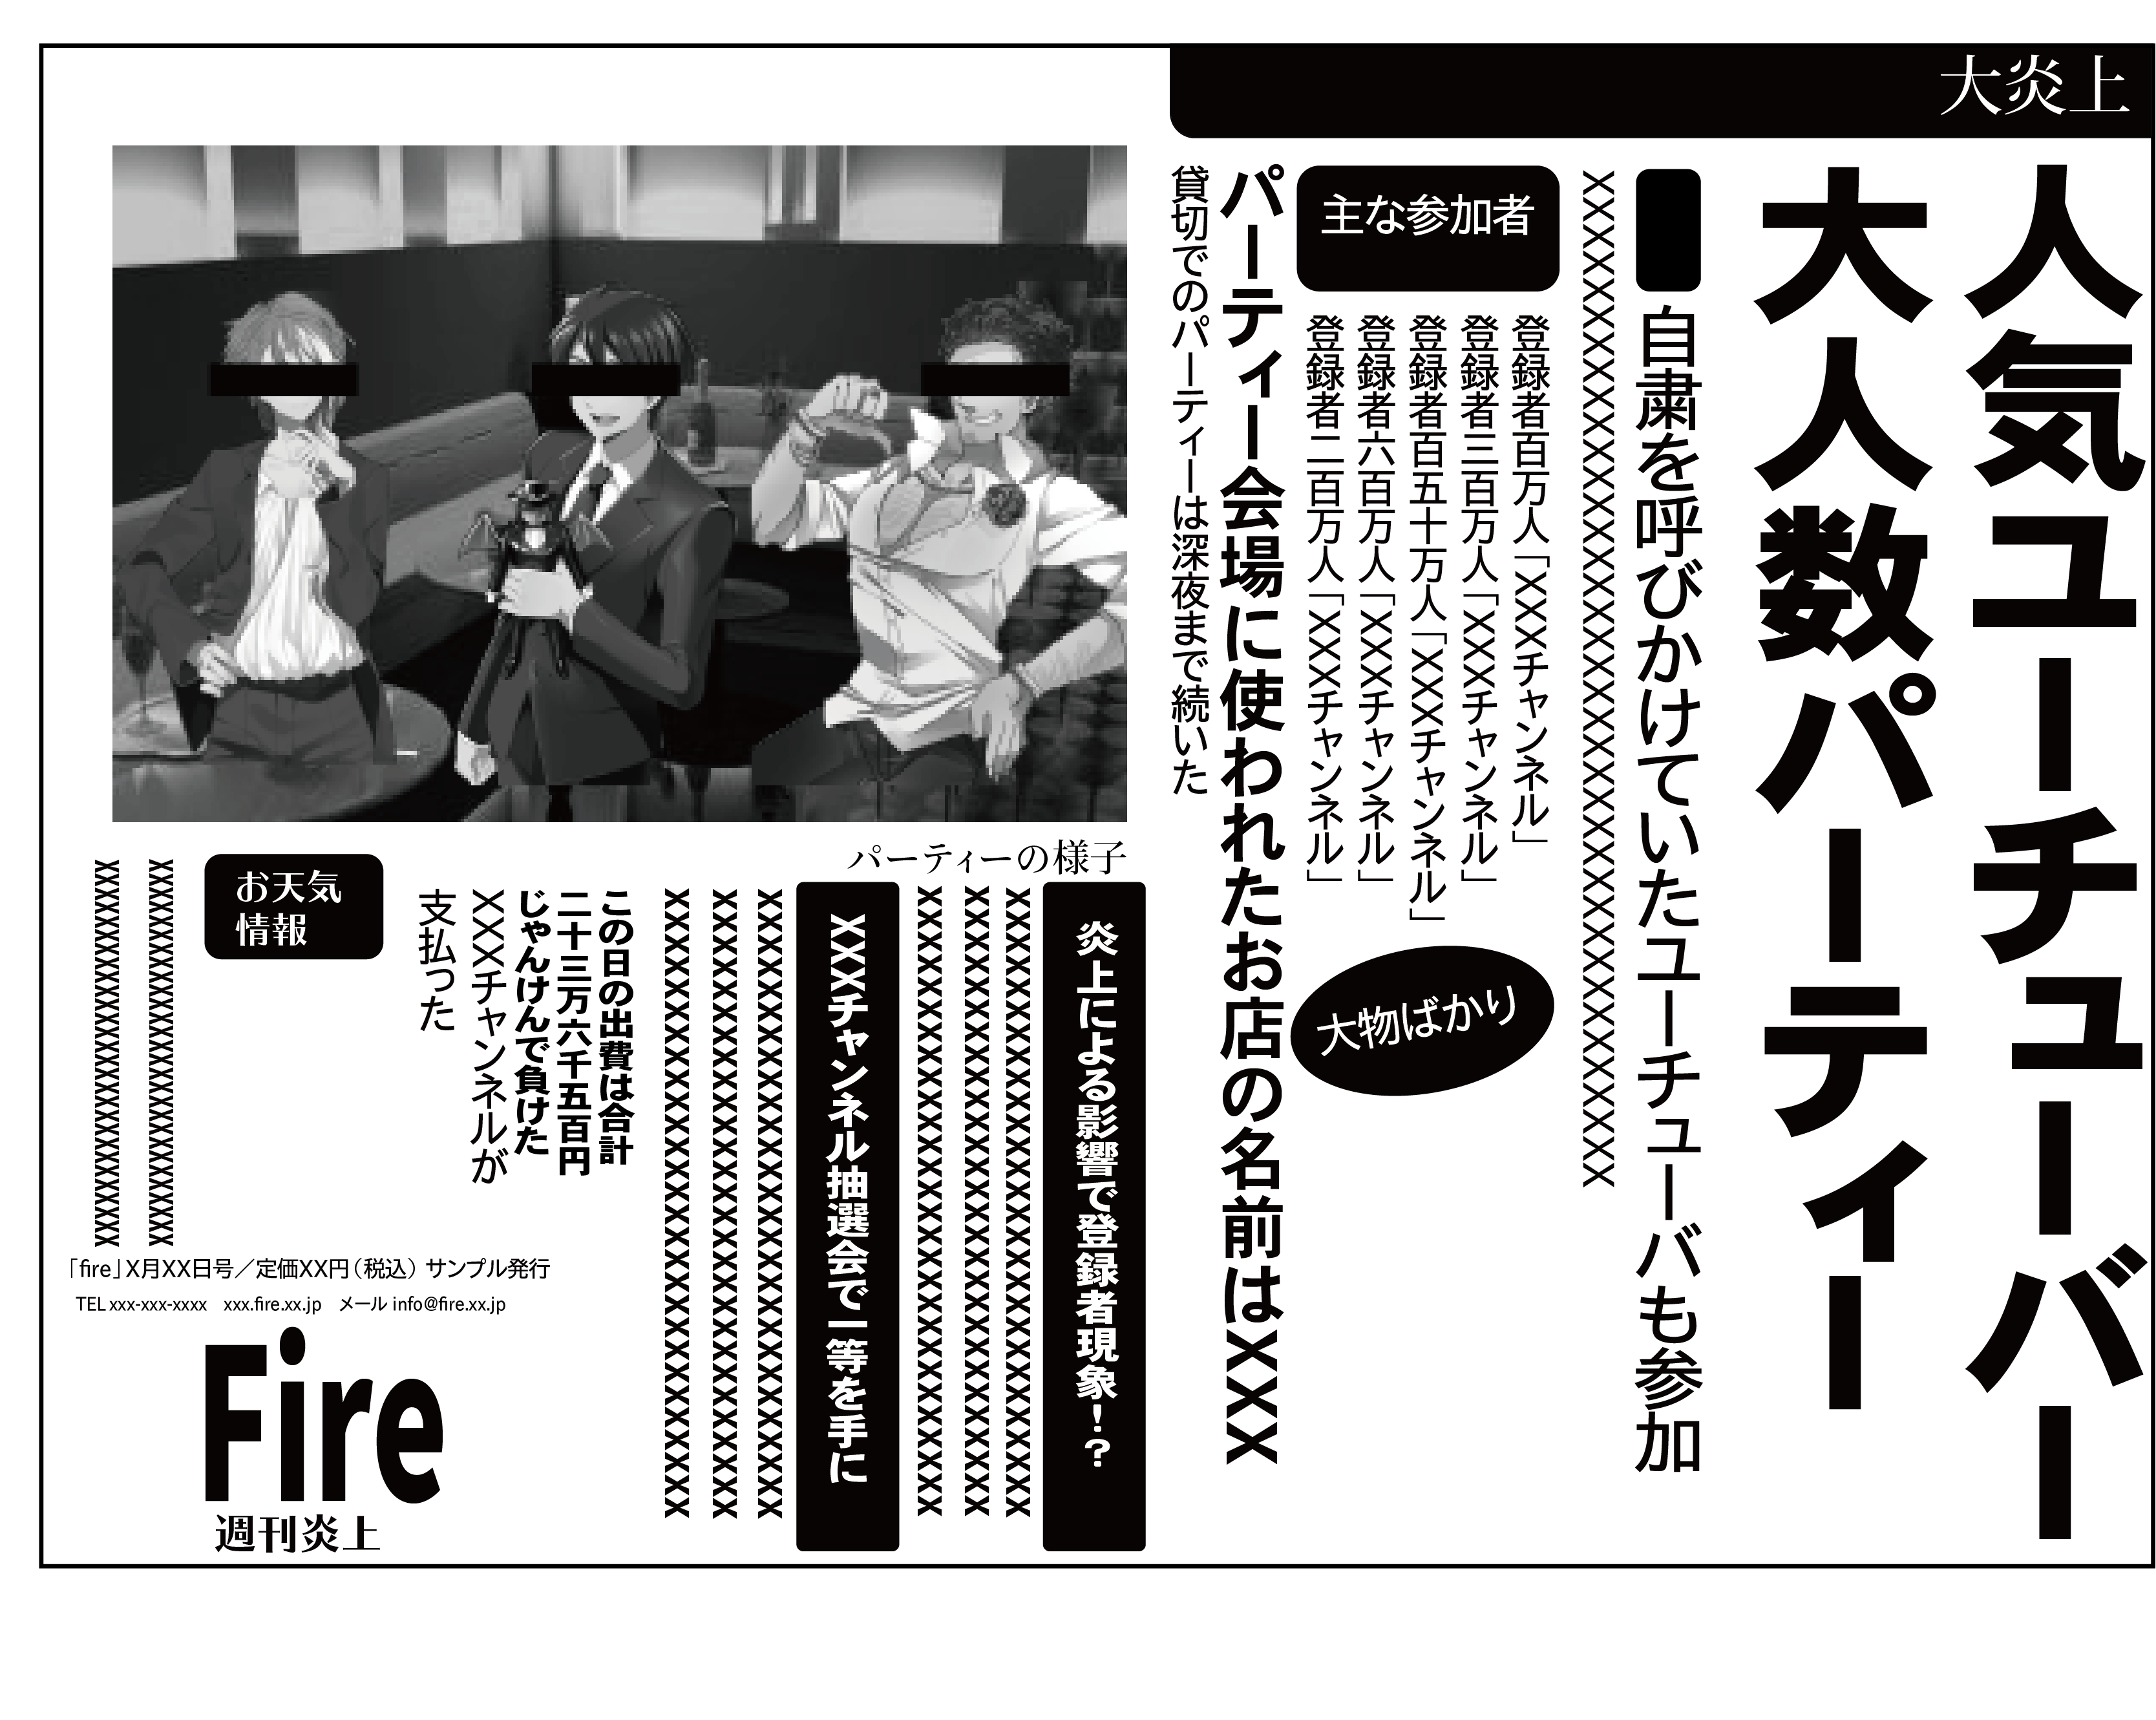 大炎上
人気ユーチューバー
大人数パーティー
自粛を呼びかけていたユーチューバも参加
主な参加者
登録者百万人「XXXチャンネル」
登録者三百万人「XXXチャンネル」
登録者百五十万人「XXXチャンネル」
登録者六百万人「XXXチャンネル」
登録者二百万人「XXXチャンネル」
大物ばかり
パーティー会場に使われたお店の名前はXXX
貸切でのパーティーは深夜まで続いた
パーティーの様子
炎上による影響で登録者現象！？
XXXチャンネル抽選会で一等を手に
この日の出費は合計
二十三万六千五百円
じゃんけんで負けた
XXXチャンネルが
支払った
お天気
情報
「fire」X月XX日号／定価XX円（税込）サンプル発行
TEL xxx-xxx-xxxx　xxx.fire.xx.jp　メール info@fire.xx.jp
Fire
週刊炎上